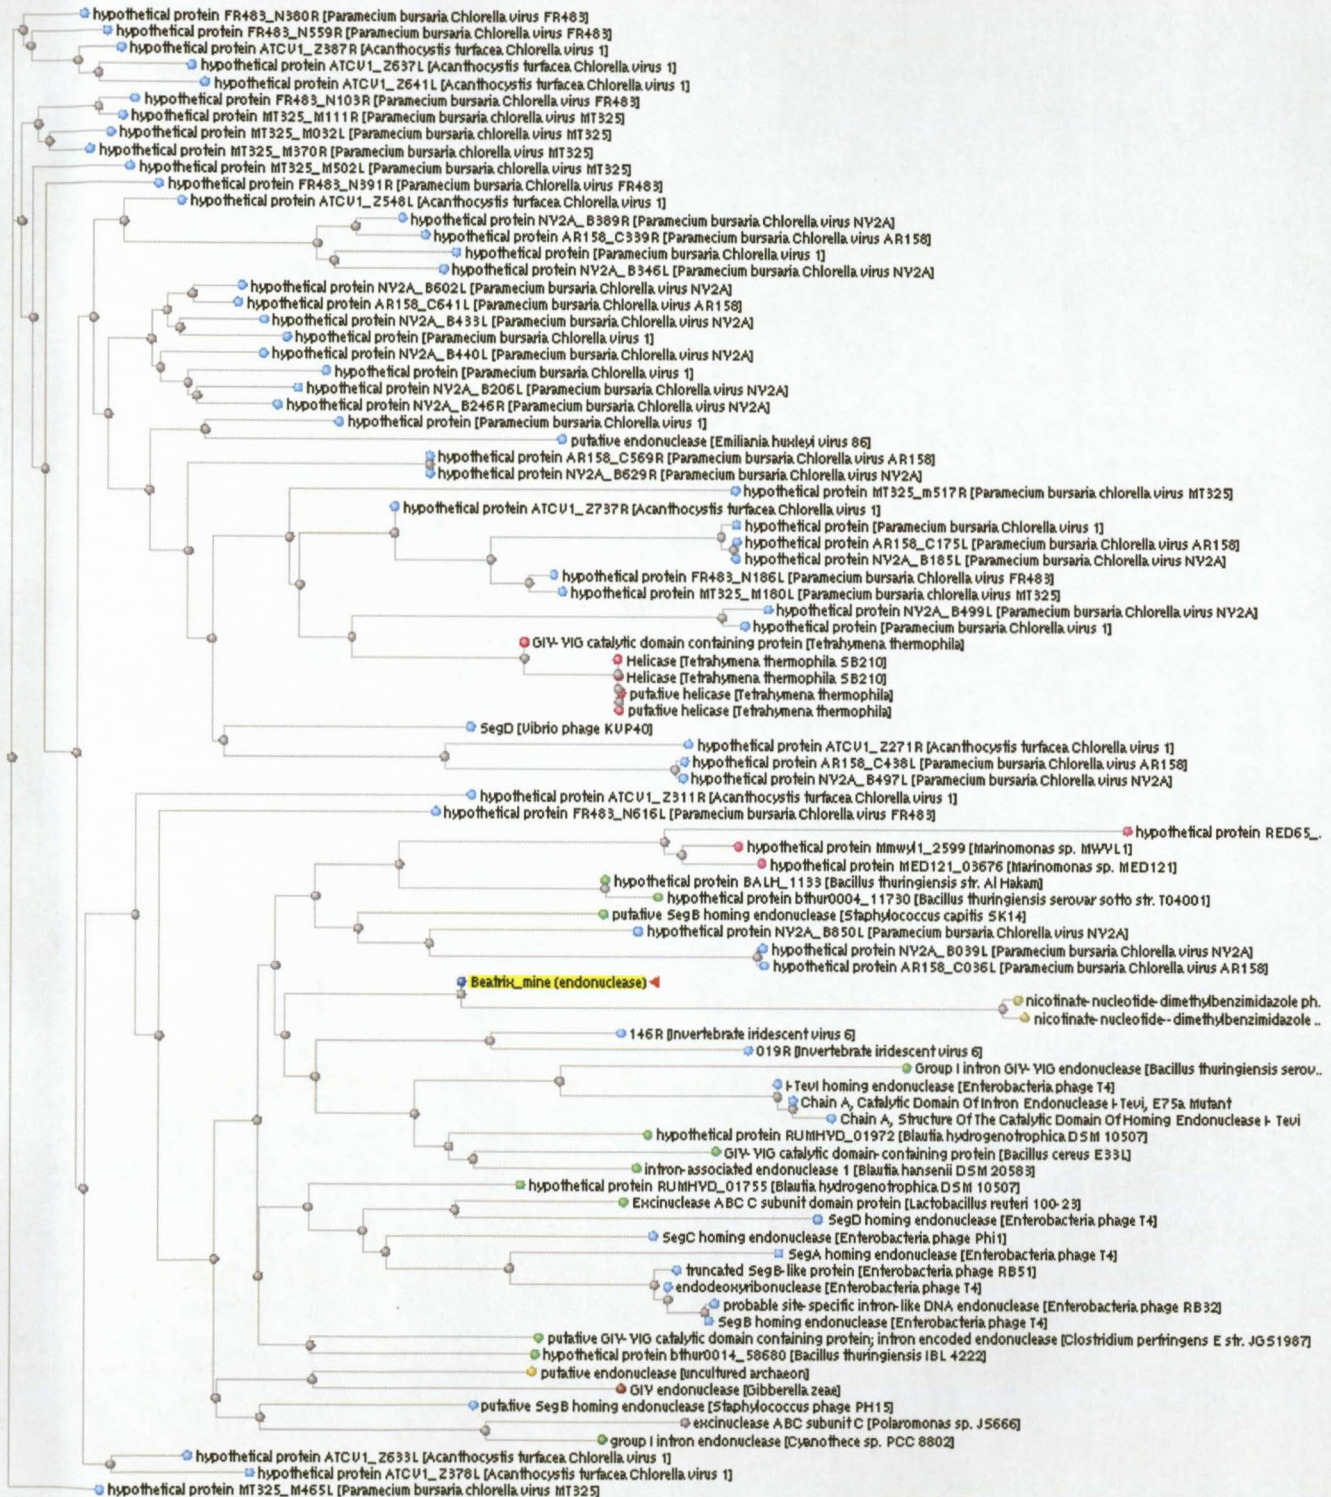 hypothetical protein FR483_N380R [Paramecium bursaria Chlorella virus FR483]
hypothetical protein FR483_N559R [Paramecium bursaria Chlorella virus FR483]
hypothetical protein ATCV1_Z387R [Acanthocystis turfacea Chlorella virus 1]
hypothetical protein ATCV1_Z637L [Acanthocystis turfacea Chlorella virus 1]
hypothetical protein ATCV1_Z641L [Acanthocystis turfacea Chlorella virus 1]
hypothetical protein FR483_N103R [Paramecium bursaria Chlorella virus FR483]
hypothetical protein MT325_M111R [Paramecium bursaria chlorella virus MT325]
hypothetical protein MT325_M032L [Paramecium bursaria chlorella virus MT325]
hypothetical protein MT325_M370R [Paramecium bursaria chlorella virus MT325]
hypothetical protein MT325_M502L [Paramecium bursaria chlorella virus MT325]
hypothetical protein FR483_N391R [Paramecium bursaria Chlorella virus FR483]
hypothetical protein ATCV1_Z548L [Acanthocystis turfacea Chlorella virus 1]
hypothetical protein NY2A_B389R [Paramecium bursaria Chlorella virus NY2A]
hypothetical protein AR158_C339R [Paramecium bursaria Chlorella virus AR158]
hypothetical protein [Paramecium bursaria Chlorella virus 1]
hypothetical protein NY2A_B346L [Paramecium bursaria Chlorella virus NY2A]
hypothetical protein NY2A_B602L [Paramecium bursaria Chlorella virus NY2A]
hypothetical protein AR158_C641L [Paramecium bursaria Chlorella virus AR158]
hypothetical protein NY2A_B433L [Paramecium bursaria Chlorella virus NY2A]
hypothetical protein [Paramecium bursaria Chlorella virus 1]
hypothetical protein NY2A_B440L [Paramecium bursaria Chlorella virus NY2A]
hypothetical protein [Paramecium bursaria Chlorella virus 1]
hypothetical protein NY2A_B206L [Paramecium bursaria Chlorella virus NY2A]
hypothetical protein NY2A_B246R [Paramecium bursaria Chlorella virus NY2A]
hypothetical protein [Paramecium bursaria Chlorella virus 1]
putative endonuclease [Emiliania huxleyi virus 86]
hypothetical protein AR158_C569R [Paramecium bursaria Chlorella virus AR158]
hypothetical protein NY2A_B629R [Paramecium bursaria Chlorella virus NY2A]
hypothetical protein MT325_m517R [Paramecium bursaria chlorella virus MT325]
hypothetical protein ATCV1_Z737R [Acanthocystis turfacea Chlorella virus 1]
hypothetical protein [Paramecium bursaria Chlorella virus 1]
hypothetical protein AR158_C175L [Paramecium bursaria Chlorella virus AR158]
hypothetical protein NY2A_B185L [Paramecium bursaria Chlorella virus NY2A]
hypothetical protein FR483_N186L [Paramecium bursaria Chlorella virus FR483]
hypothetical protein MT325_M180L [Paramecium bursaria chlorella virus MT325]
hypothetical protein NY2A_B499L [Paramecium bursaria Chlorella virus NY2A]
hypothetical protein [Paramecium bursaria Chlorella virus 1]
GIY-YIG catalytic domain containing protein [Tetrahymena thermophila]
Helicase [Tetrahymena thermophila SB210]
Helicase [Tetrahymena thermophila SB210]
putative helicase [Tetrahymena thermophila]
putative helicase [Tetrahymena thermophila]
SegD [Vibrio phage KVP40]
hypothetical protein ATCV1_Z271R [Acanthocystis turfacea Chlorella virus 1]
hypothetical protein AR158_C438L [Paramecium bursaria Chlorella virus AR158]
hypothetical protein NY2A_B497L [Paramecium bursaria Chlorella virus NY2A]
hypothetical protein ATCV1_Z311R [Acanthocystis turfacea Chlorella virus 1]
hypothetical protein FR483_N616L [Paramecium bursaria Chlorella virus FR483]
hypothetical protein RED65_..
hypothetical protein Mmwyl1_2599 [Marinomonas sp. MWYL1]
hypothetical protein MED121_03676 [Marinomonas sp. MED121]
hypothetical protein BALH_1133 [Bacillus thuringiensis str. Al Hakam]
hypothetical protein bthur0004_11730 [Bacillus thuringiensis serovar sotto str. T04001]
putative SegB homing endonuclease [Staphylococcus capitis SK14]
hypothetical protein NY2A_B850L [Paramecium bursaria Chlorella virus NY2A]
hypothetical protein NY2A_B039L [Paramecium bursaria Chlorella virus NY2A]
hypothetical protein AR158_C036L [Paramecium bursaria Chlorella virus AR158]
Beatrix_mine (endonuclease)
nicotinate-nucleotide-dimethylbenzimidazole ph.
nicotinate-nucleotide--dimethylbenzimidazole ..
146R [Invertebrate iridescent virus 6]
019R [Invertebrate iridescent virus 6]
Group I intron GIY-YIG endonuclease [Bacillus thuringiensis serov..
I-TevI homing endonuclease [Enterobacteria phage T4]
Chain A, Catalytic Domain Of Intron Endonuclease I-Tevi, E75a Mutant
Chain A, Structure Of The Catalytic Domain Of Homing Endonuclease I- Tevi
hypothetical protein RUMHYD_01972 [Blautia hydrogenotrophica DSM 10507]
GIY-YIG catalytic domain-containing protein [Bacillus cereus E33L]
intron-associated endonuclease 1 [Blautia hansenii DSM 20583]
hypothetical protein RUMHYD_01755 [Blautia hydrogenotrophica DSM 10507]
Excinuclease ABC C subunit domain protein [Lactobacillus reuteri 100-23]
SegD homing endonuclease [Enterobacteria phage T4]
SegC homing endonuclease [Enterobacteria phage Phi1]
SegA homing endonuclease [Enterobacteria phage T4]
truncated SegB-like protein [Enterobacteria phage RB51]
endodeoxyribonuclease [Enterobacteria phage T4]
probable site-specific intron-like DNA endonuclease [Enterobacteria phage RB32]
SegB homing endonuclease [Enterobacteria phage T4]
putative GIY-YIG catalytic domain containing protein; intron encoded endonuclease [Clostridium perfringens E str. JGS1987]
hypothetical protein bthur0014_58680 [Bacillus thuringiensis IBL 4222]
putative endonuclease [uncultured archaeon]
GIY endonuclease [Gibberella zeae]
putative SegB homing endonuclease [Staphylococcus phage PH15]
excinuclease ABC subunit C [Polaromonas sp. JS666]
group I intron endonuclease [Cyanothece sp. PCC 8802]
hypothetical protein ATCV1_Z633L [Acanthocystis turfacea Chlorella virus 1]
hypothetical protein ATCV1_Z378L [Acanthocystis turfacea Chlorella virus 1]
hypothetical protein MT325_M465L [Paramecium bursaria chlorella virus MT325]